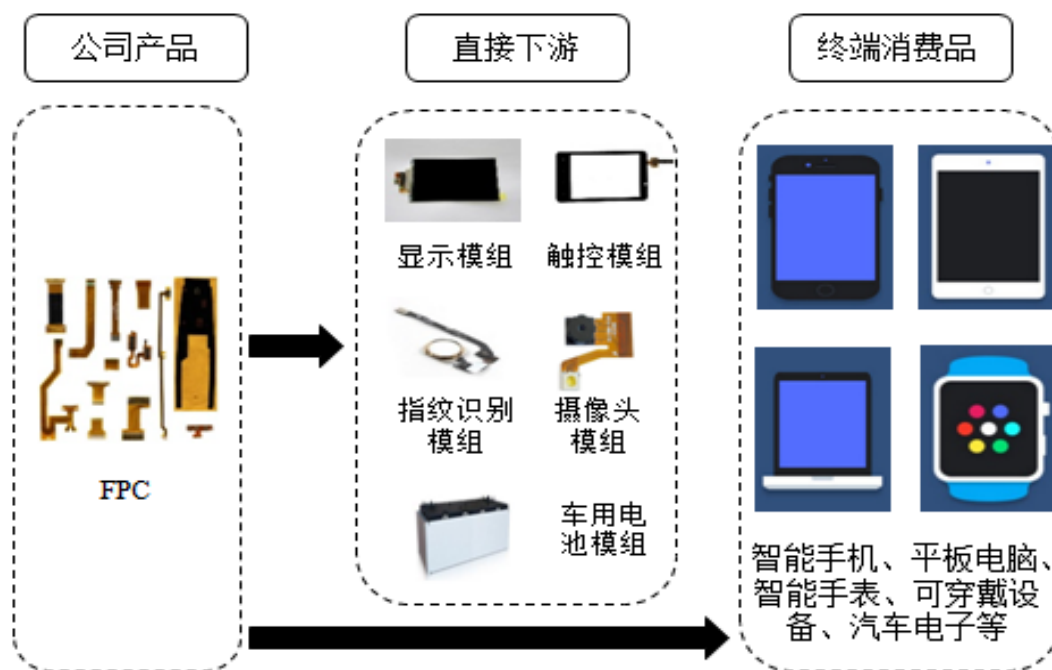 公司产品
直接下游
终端消费品
显示模组
触控模组
指纹识别
模组
摄像头
模组
FPC
车用电
池模组
智能手机、平板电脑、
智能手表、可穿戴设
备、汽车电子等